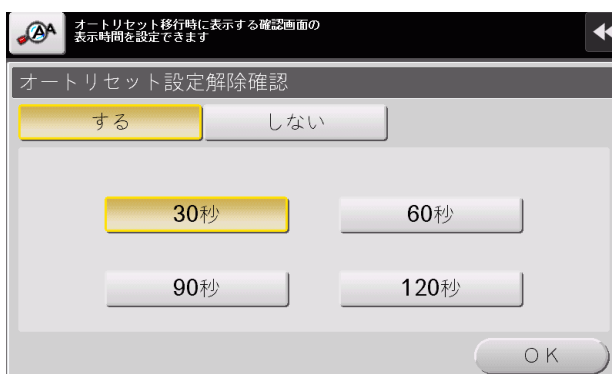 オートリセット移行時に表示する確認画面の
表示時間を設定できます
オートリセット設定解除確認
する
しない
30秒
60秒
90秒
120秒
OK